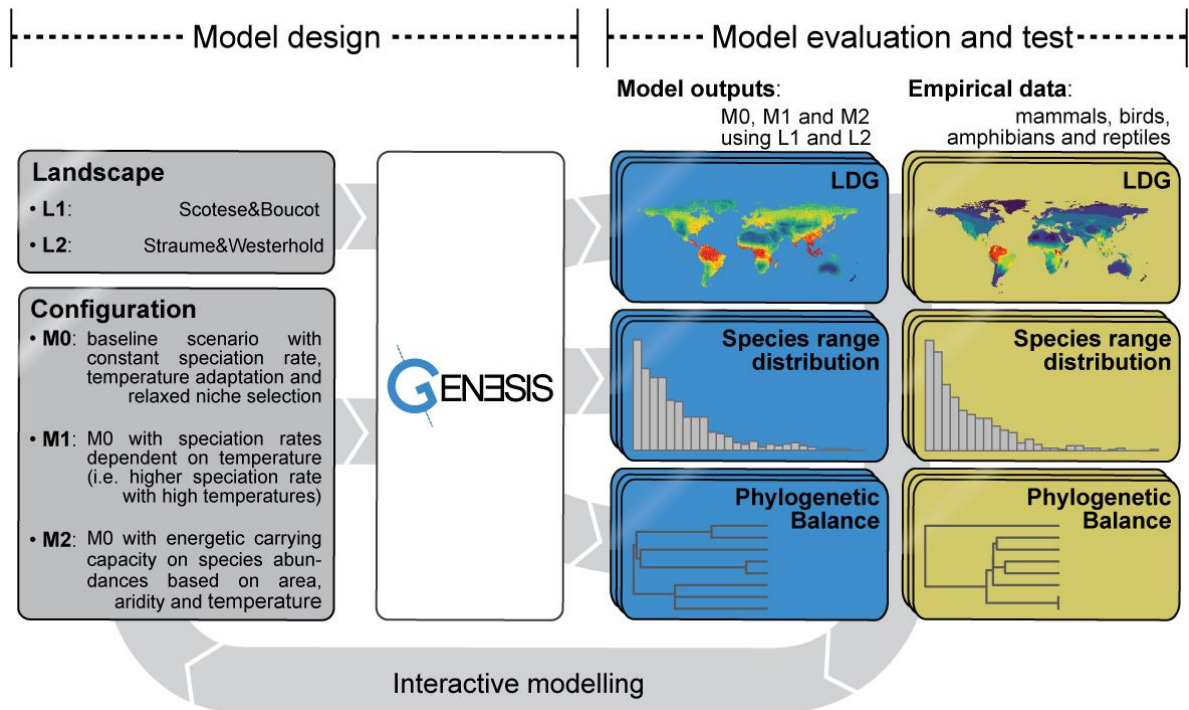 Model design
Model evaluation and test
Model outputs:
M0, M1 and M2
using L1 and L2
Empirical data:
mammals, birds,
amphibians and reptiles
Landscape
• L1: Scotese&Boucot
• L2: Straume&Westerhold
Configuration
• M0: baseline scenario with
constant speciation rate,
temperature adaptation and
relaxed niche selection
• M1: M0 with speciation rates
dependent on temperature
(i.e. higher speciation rate
with high temperatures)
• M2: M0 with energetic carrying
capacity on species abun-
dances based on area,
aridity and temperature
GENƎSIS
LDG
Species range
distribution
Phylogenetic
Balance
LDG
Species range
distribution
Phylogenetic
Balance
Interactive modelling